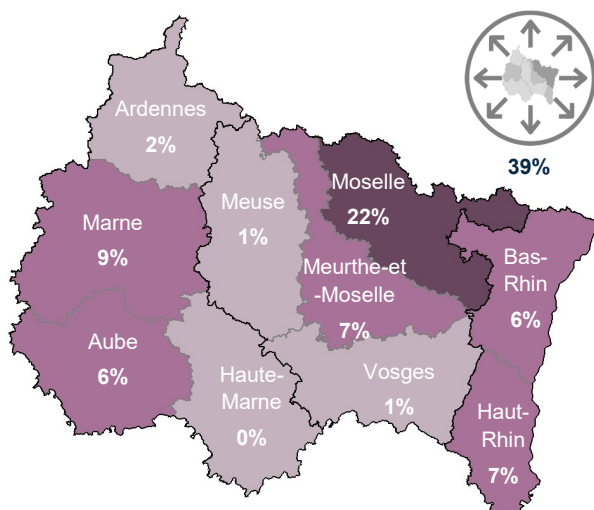 Ardennes
2%
39%
Moselle
22%
Meuse
1%
Marne
9%
Meurthe-et
-Moselle
7%
Bas-
Rhin
6%
Aube
6%
Haute-
Marne
0%
Vosges
1%
Haut-
Rhin
7%